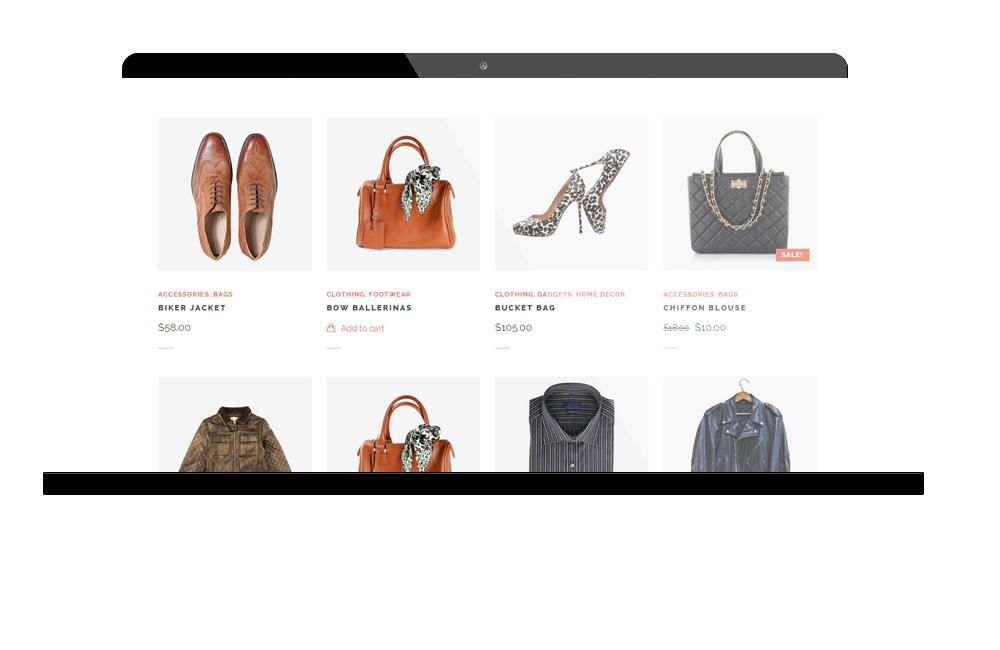 SALE!
ACCESSORIES, BAGS
BIKER JACKET
$58.00
CLOTHING, FOOTWEAR
BOW BALLERINAS
Add to cart
CLOTHING, GADGETS, HOME DECOR
BUCKET BAG
$105.00
ACCESSORIES, BAGS
CHIFFON BLOUSE
$18.00 $10.00